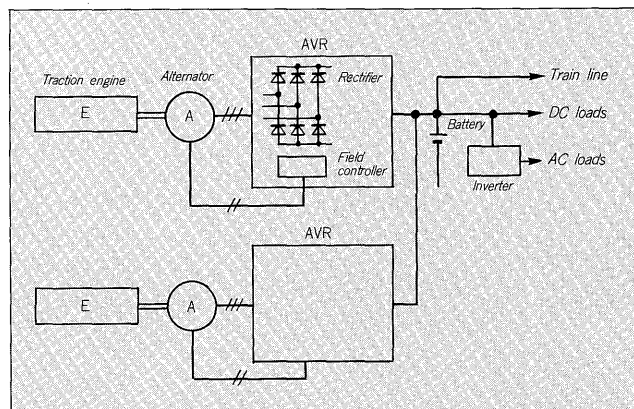 AVR
Traction engine
Alternator
Rectifier
Train line
E
A
Battery
DC loads
Field
controller
Inverter
AC loads
AVR
E
A